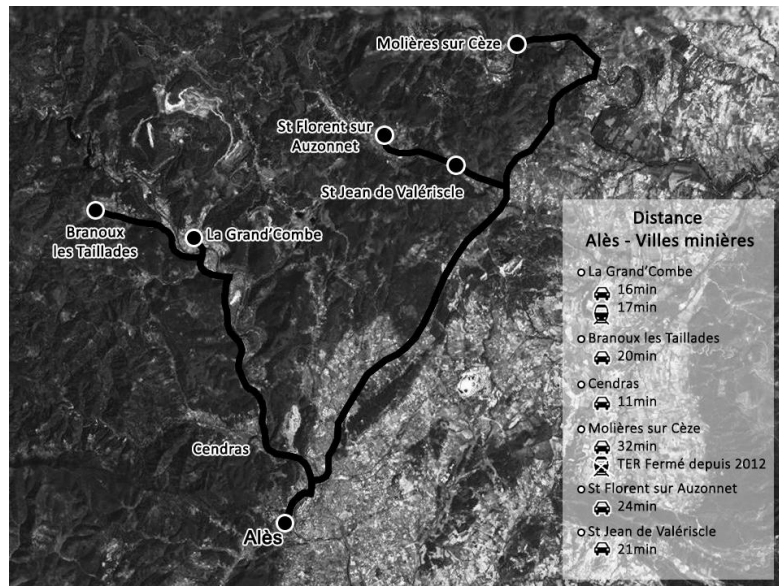 Molières sur Cèze
St Florent sur
Auzonnet
St Jean de Valériscle
Branoux
les Taillades
La Grand'Combe
Cendras
Alès
Distance
Alès - Villes minières
La Grand'Combe
16min
17min
Branoux les Taillades
20min
Cendras
11min
Molières sur Cèze
32min
TER Fermé depuis 2012
St Florent sur Auzonnet
24min
St Jean de Valériscle
21min